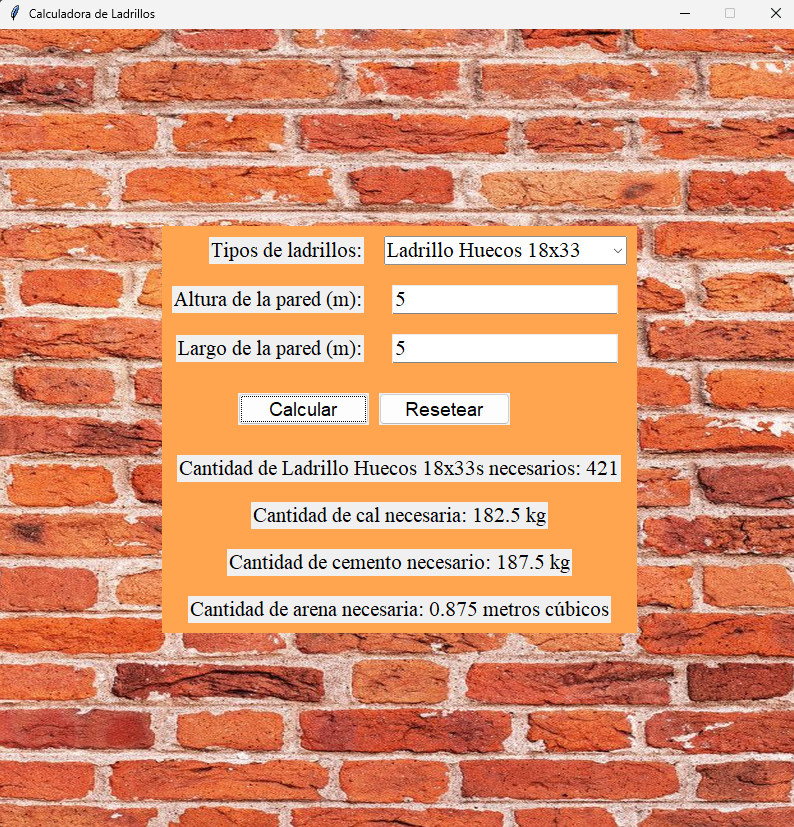 Calculadora de Ladrillos
Tipos de ladrillos: Ladrillo Huecos 18x33
Altura de la pared (m): 5
Largo de la pared (m): 5
Calcular Resetear
Cantidad de Ladrillo Huecos 18x33s necesarios: 421
Cantidad de cal necesaria: 182.5 kg
Cantidad de cemento necesario: 187.5 kg
Cantidad de arena necesaria: 0.875 metros cúbicos